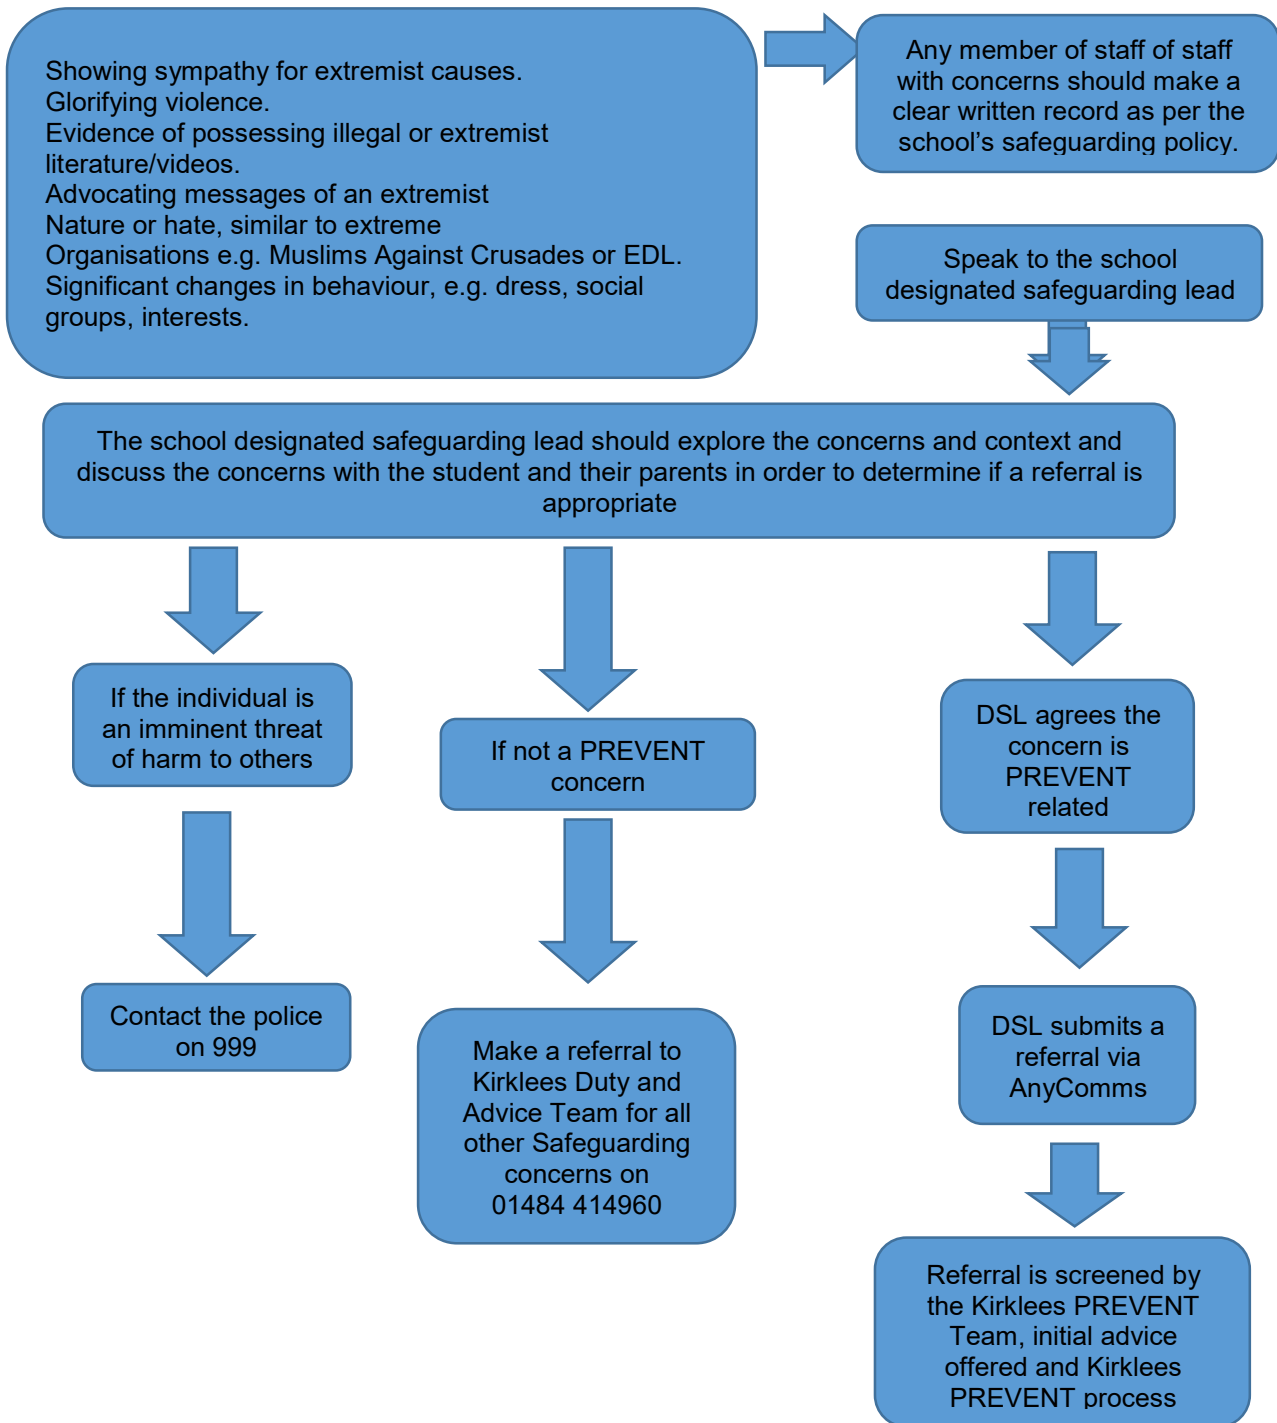 Showing sympathy for extremist causes.
Glorifying violence.
Evidence of possessing illegal or extremist
literature/videos.
Advocating messages of an extremist
Nature or hate, similar to extreme
Organisations e.g. Muslims Against Crusades or EDL.
Significant changes in behaviour, e.g. dress, social
groups, interests.
Any member of staff of staff
with concerns should make a
clear written record as per the
school’s safeguarding policy.
Speak to the school
designated safeguarding lead
The school designated safeguarding lead should explore the concerns and context and
discuss the concerns with the student and their parents in order to determine if a referral is
appropriate
If the individual is
an imminent threat
of harm to others
Contact the police
on 999
If not a PREVENT
concern
Make a referral to
Kirklees Duty and
Advice Team for all
other Safeguarding
concerns on
01484 414960
DSL agrees the
concern is
PREVENT
related
DSL submits a
referral via
AnyComms
Referral is screened by
the Kirklees PREVENT
Team, initial advice
offered and Kirklees
PREVENT process